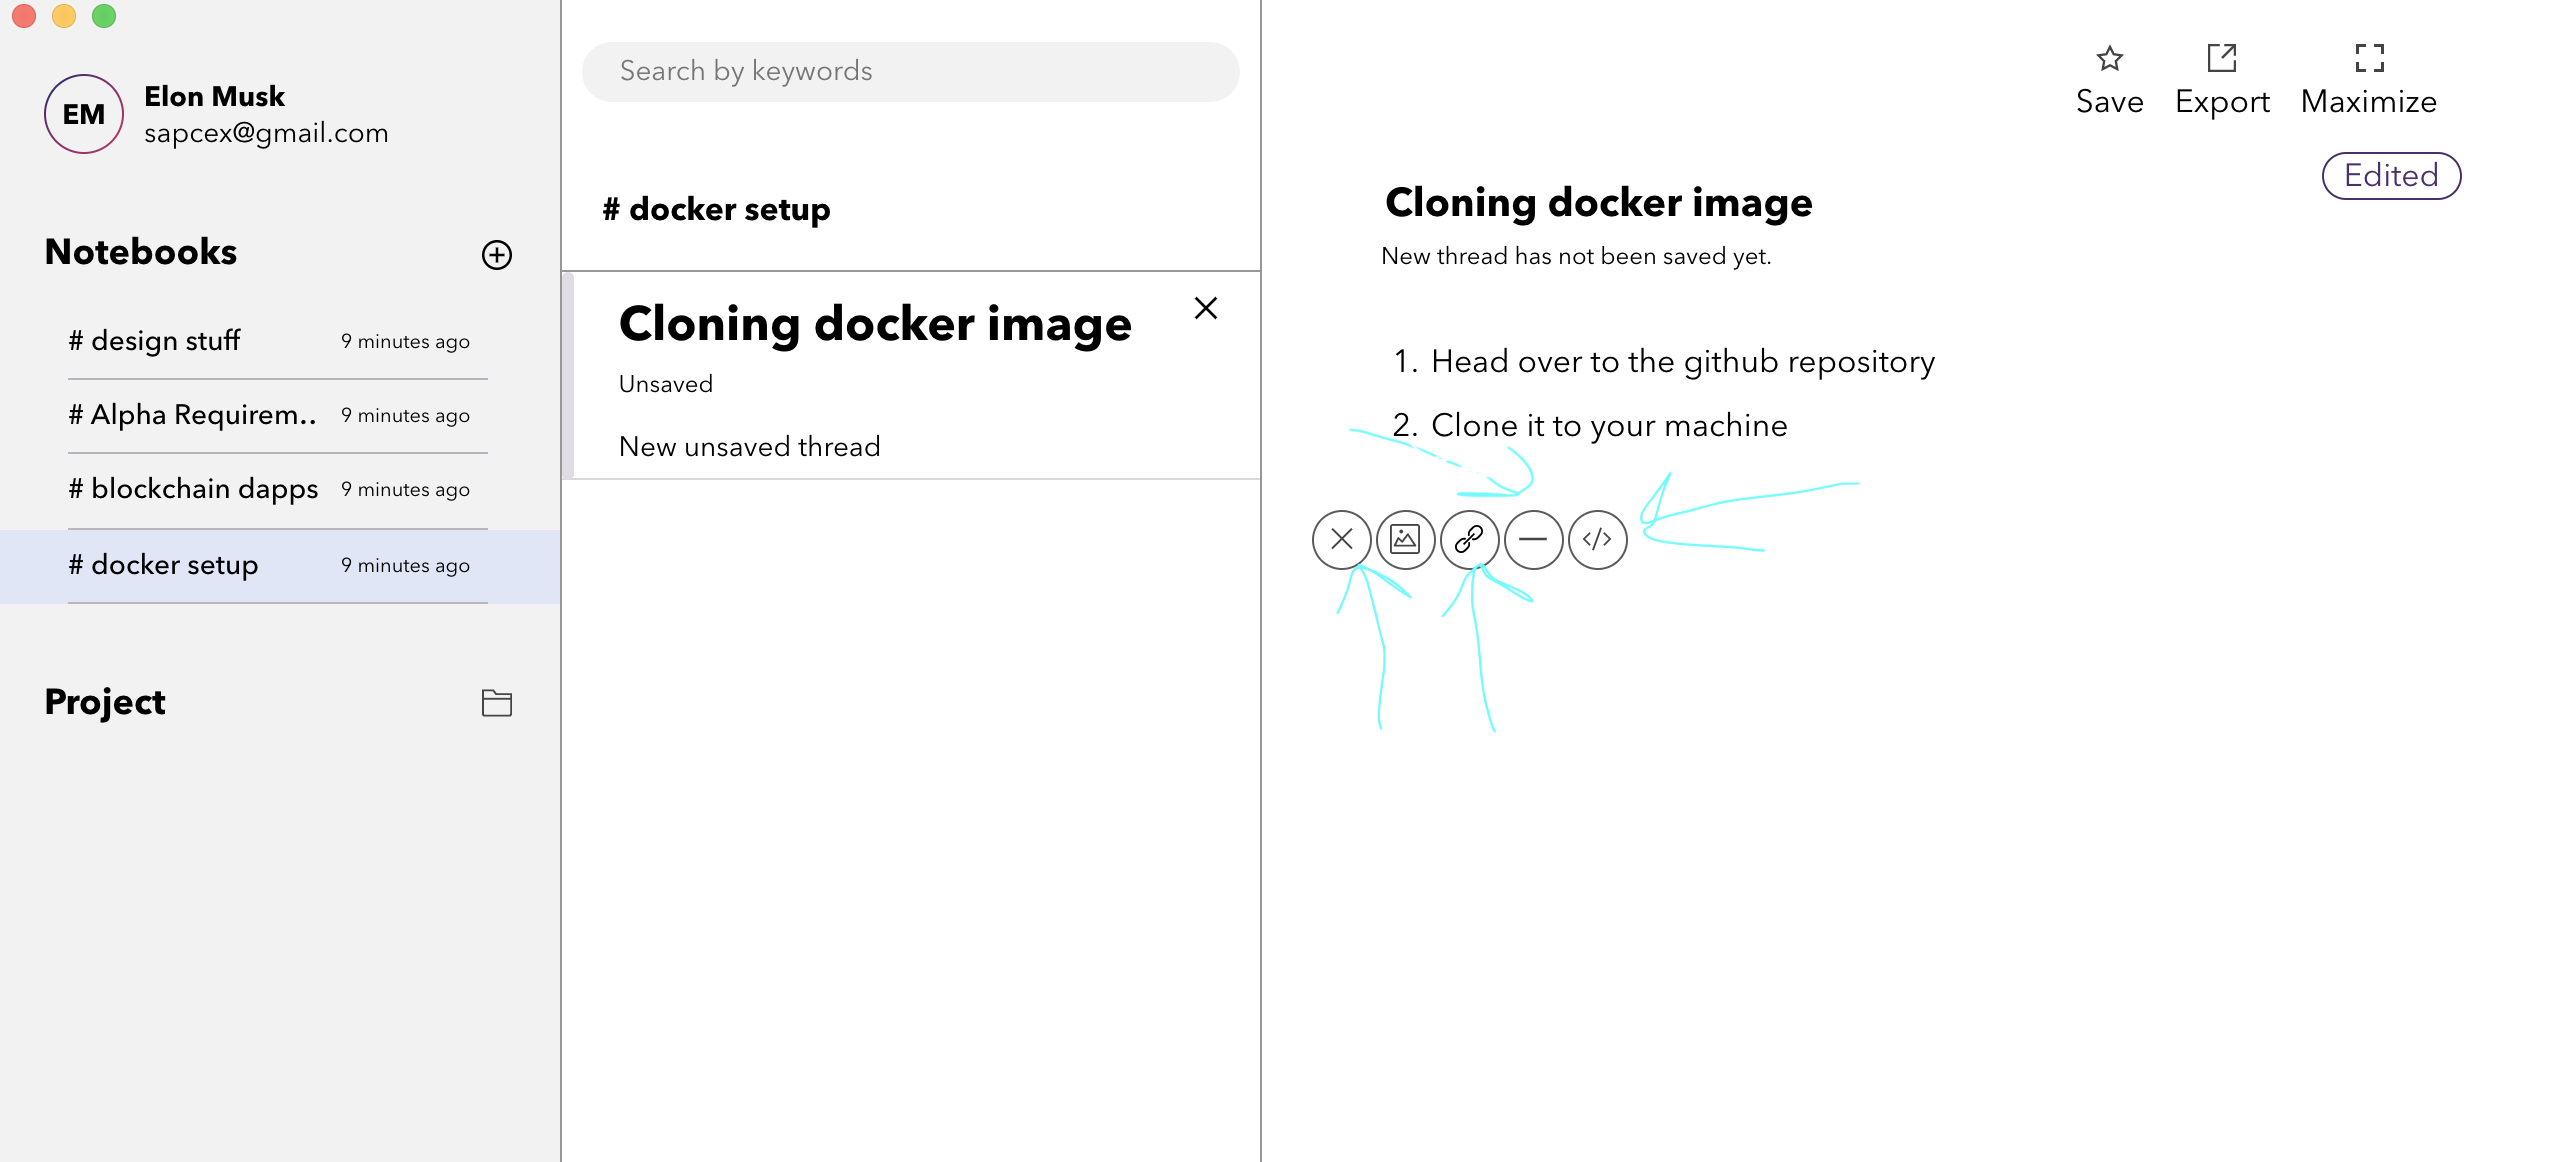 EM
Elon Musk
sapcex@gmail.com
Notebooks
# design stuff 9 minutes ago
# Alpha Requirem.. 9 minutes ago
# blockchain dapps 9 minutes ago
# docker setup 9 minutes ago
Project
Search by keywords
# docker setup
Cloning docker image
Unsaved
New unsaved thread
Save Export Maximize
Edited
Cloning docker image
New thread has not been saved yet.
1. Head over to the github repository
2. Clone it to your machine